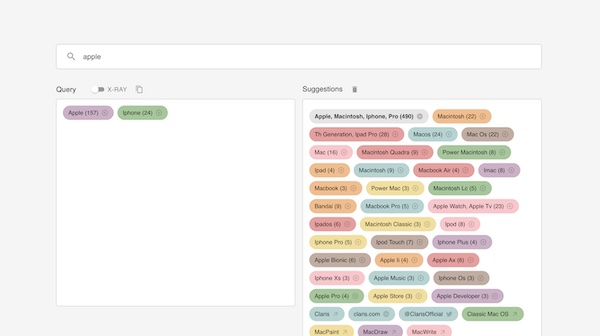 apple
Query X-RAY
Suggestions
Apple (157) Iphone (24)
Apple, Macintosh, Iphone, Pro (490) Macintosh (22)
Th Generation, Ipad Pro (28) Macos (24) Mac Os (22)
Mac (16) Macintosh Quadra (9) Power Macintosh (8)
Ipad (4) Macintosh (9) Macbook Air (4) Imac (8)
Macbook (3) Power Mac (3) Macintosh Lc (5)
Bandai (8) Macbook Pro (5) Apple Watch, Apple Tv (23)
Ipados (6) Macintosh Classic (3) Ipod (8)
Iphone Pro (5) Ipod Touch (7) Iphone Plus (4)
Apple Bionic (6) Apple Ii (4) Apple Ax (6)
Iphone Xs (3) Apple Music (3) Iphone Os (3)
Apple Pro (4) Apple Store (3) Apple Developer (3)
Claris claris.com @ClarisOfficial Classic Mac OS
MacPaint MacDraw MacWrite